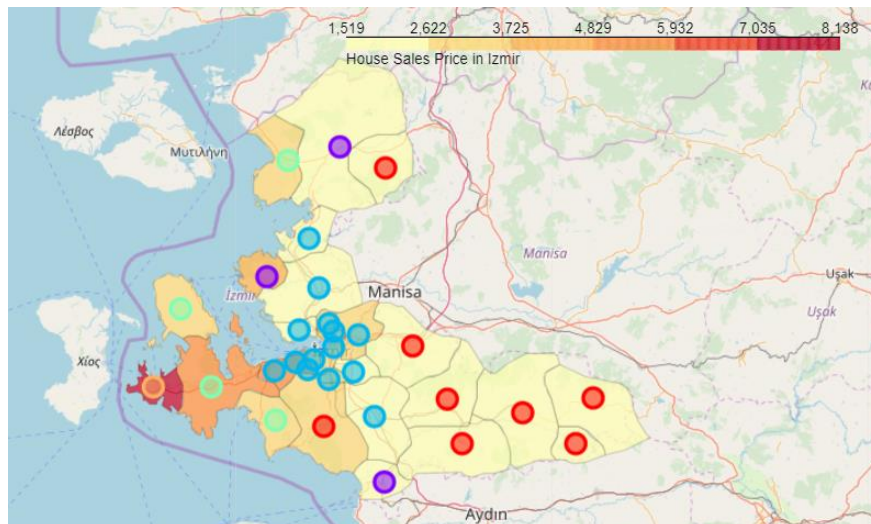 1,519 2,622 3,725 4,829 5,932 7,035 8,138
House Sales Price in Izmir
Λέσβος
Μυτιλήνη
Manisa
İzmir
Manisa
Uşak
Uşak
Χίος
Aydın